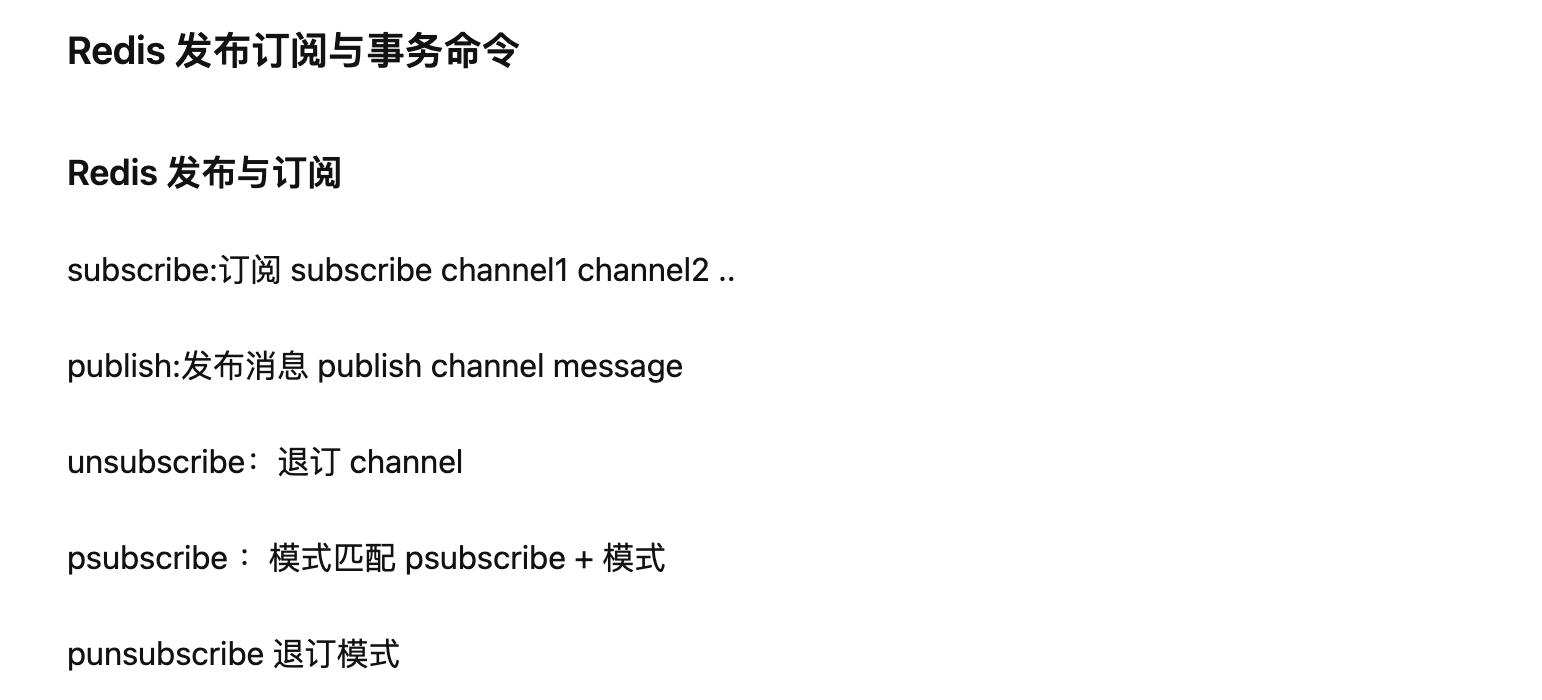 Redis 发布订阅与事务命令
Redis 发布与订阅
subscribe:订阅 subscribe channel1 channel2 ..
publish:发布消息 publish channel message
unsubscribe：退订 channel
psubscribe ：模式匹配 psubscribe + 模式
punsubscribe 退订模式